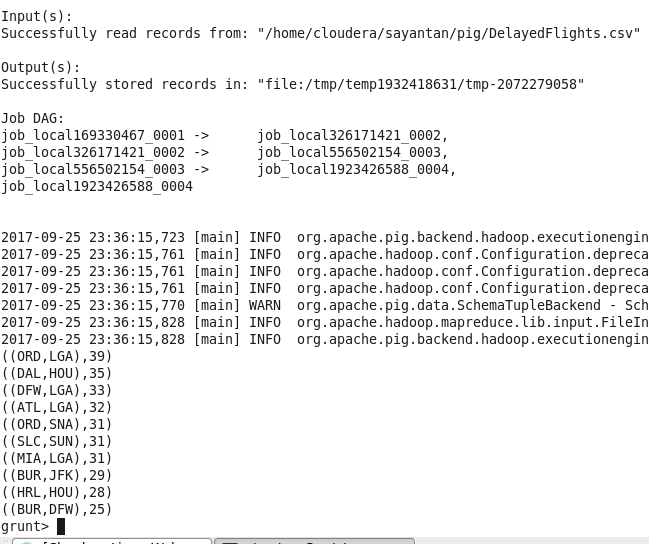 Input(s):
Successfully read records from: "/home/cloudera/sayantan/pig/DelayedFlights.csv"
Output(s):
Successfully stored records in: "file:/tmp/temp1932418631/tmp-2072279058"
Job DAG:
job_local169330467_0001 -> job_local326171421_0002,
job_local326171421_0002 -> job_local556502154_0003,
job_local556502154_0003 -> job_local1923426588_0004,
job_local1923426588_0004
2017-09-25 23:36:15,723 [main] INFO org.apache.pig.backend.hadoop.executionengin
2017-09-25 23:36:15,761 [main] INFO org.apache.hadoop.conf.Configuration.depreca
2017-09-25 23:36:15,761 [main] INFO org.apache.hadoop.conf.Configuration.depreca
2017-09-25 23:36:15,761 [main] INFO org.apache.hadoop.conf.Configuration.depreca
2017-09-25 23:36:15,770 [main] WARN org.apache.pig.data.SchemaTupleBackend - Sch
2017-09-25 23:36:15,828 [main] INFO org.apache.hadoop.mapreduce.lib.input.FileIn
2017-09-25 23:36:15,828 [main] INFO org.apache.pig.backend.hadoop.executionengin
((ORD,LGA),39)
((DAL,HOU),35)
((DFW,LGA),33)
((ATL,LGA),32)
((ORD,SNA),31)
((SLC,SUN),31)
((MIA,LGA),31)
((BUR,JFK),29)
((HRL,HOU),28)
((BUR,DFW),25)
grunt>